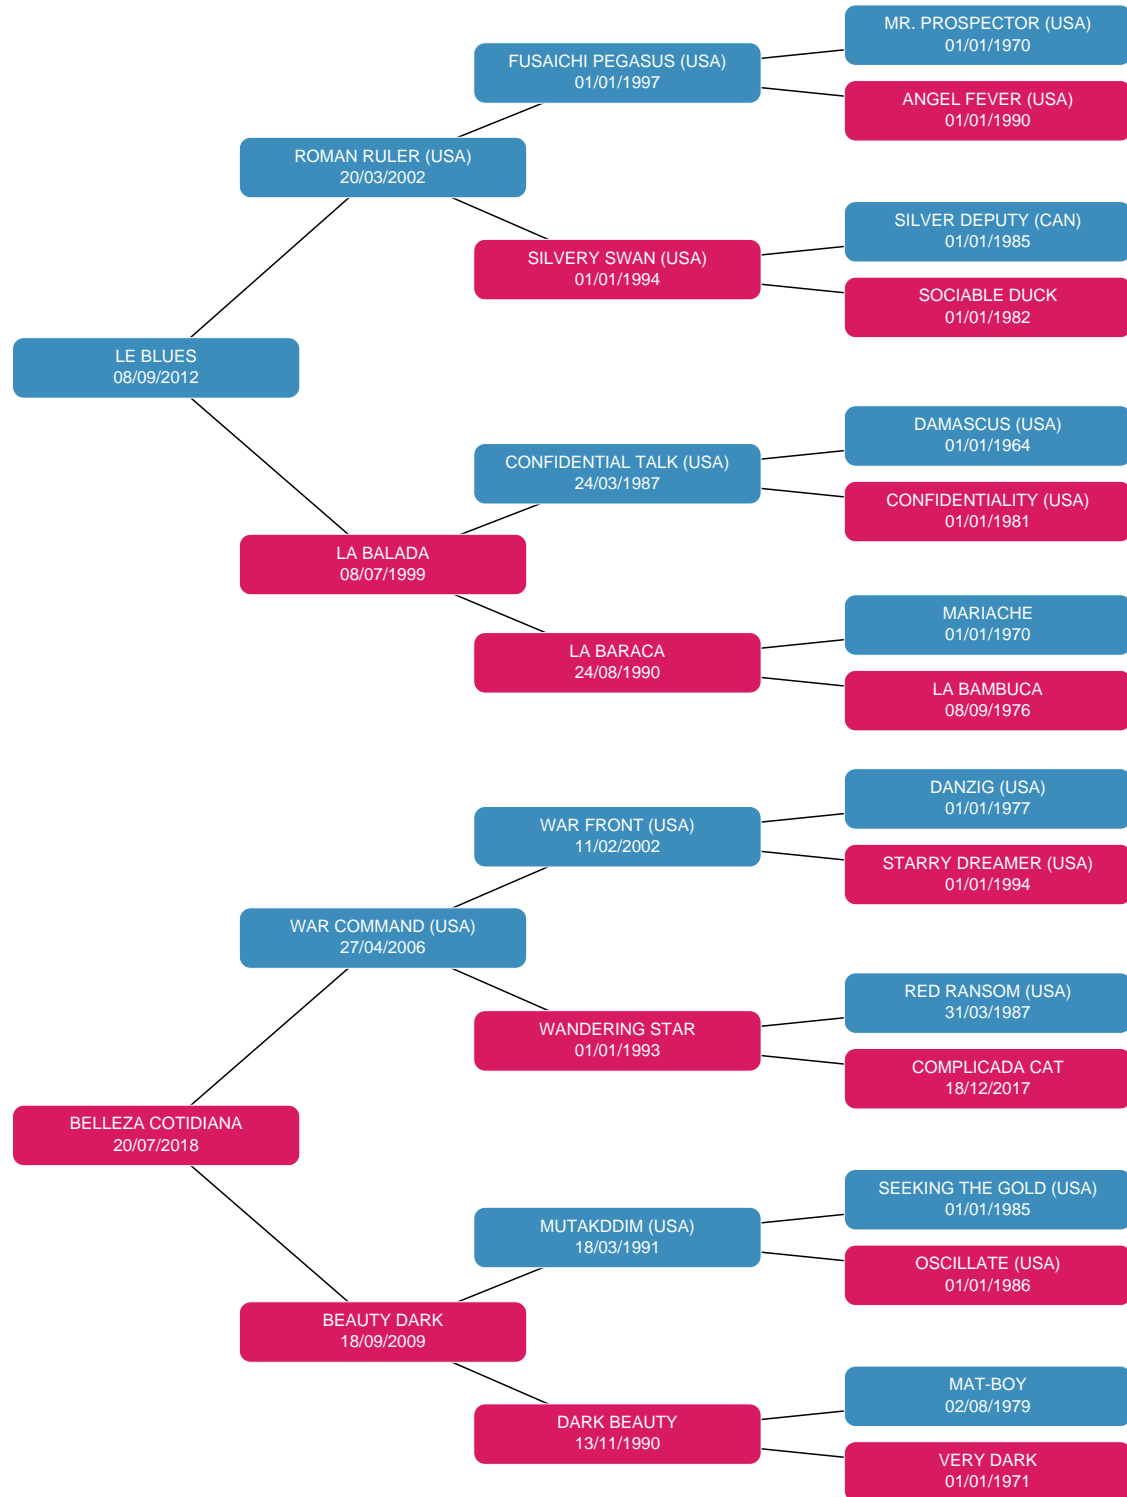 MR. PROSPECTOR (USA)
01/01/1970
FUSAICHI PEGASUS (USA)
01/01/1997
ANGEL FEVER (USA)
01/01/1990
ROMAN RULER (USA)
20/03/2002
SILVER DEPUTY (CAN)
01/01/1985
SILVERY SWAN (USA)
01/01/1994
SOCIABLE DUCK
01/01/1982
LE BLUES
08/09/2012
DAMASCUS (USA)
01/01/1964
CONFIDENTIAL TALK (USA)
24/03/1987
CONFIDENTIALITY (USA)
01/01/1981
LA BALADA
08/07/1999
MARIACHE
01/01/1970
LA BARACA
24/08/1990
LA BAMBUCA
08/09/1976
DANZIG (USA)
01/01/1977
WAR FRONT (USA)
11/02/2002
STARRY DREAMER (USA)
01/01/1994
WAR COMMAND (USA)
27/04/2006
RED RANSOM (USA)
31/03/1987
WANDERING STAR
01/01/1993
COMPLICADA CAT
18/12/2017
BELLEZA COTIDIANA
20/07/2018
SEEKING THE GOLD (USA)
01/01/1985
MUTAKDDIM (USA)
18/03/1991
OSCILLATE (USA)
01/01/1986
BEAUTY DARK
18/09/2009
MAT-BOY
02/08/1979
DARK BEAUTY
13/11/1990
VERY DARK
01/01/1971